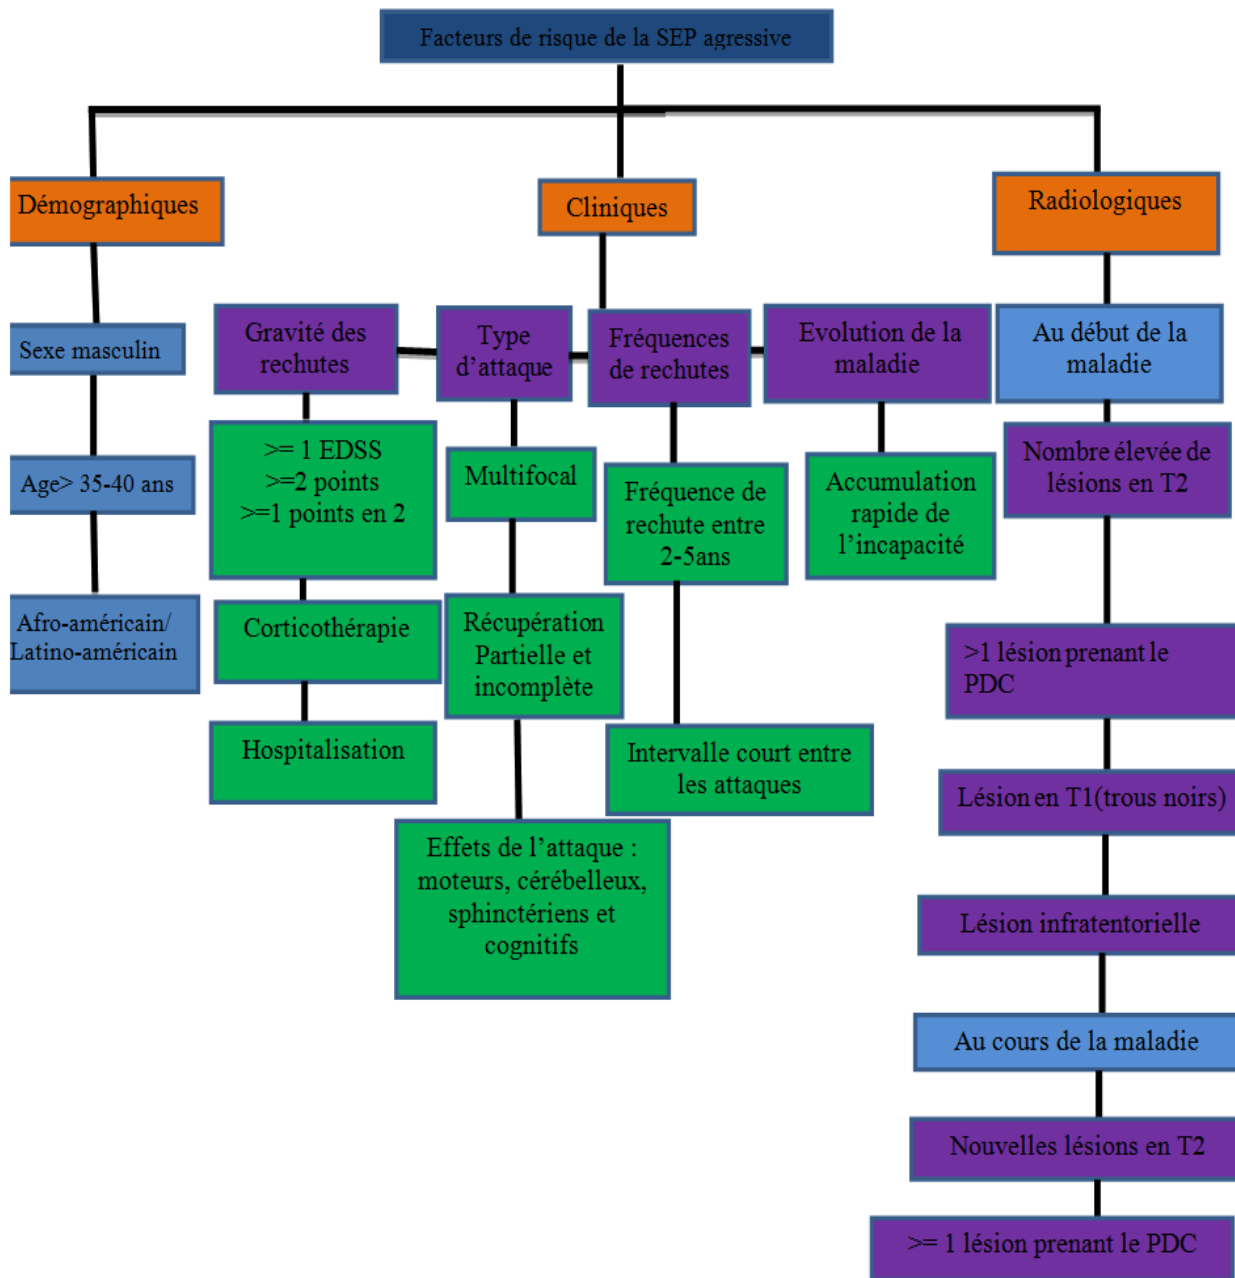 Facteurs de risque de la SEP agressive
Démographiques
Sexe masculin
Age> 35-40 ans
Afro-américain/
Latino-américain
Cliniques
Gravité des
rechutes
>= 1 EDSS
>=2 points
>=1 points en 2
Corticothérapie
Hospitalisation
Type
d’attaque
Multifocal
Récupération
Partielle et
incomplète
Effets de l’attaque :
moteurs, cérébelleux,
sphinctériens et
cognitifs
Fréquences
de rechutes
Fréquence de
rechute entre
2-5ans
Intervalle court entre
les attaques
Evolution de la
maladie
Accumulation
rapide de
l’incapacité
Radiologiques
Au début de la
maladie
Nombre élevée de
lésions en T2
>1 lésion prenant le
PDC
Lésion en T1(trous noirs)
Lésion infratentorielle
Au cours de la maladie
Nouvelles lésions en T2
>= 1 lésion prenant le PDC